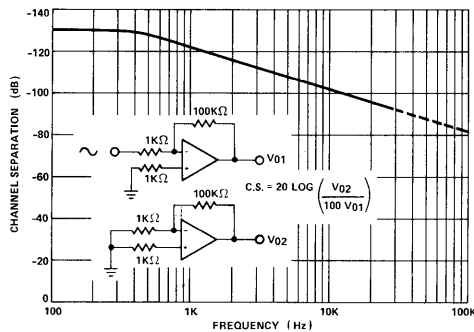 CHANNEL SEPARATION (dB)
-140
-120
-100
-80
-60
-40
-20
0
100KΩ
1KΩ
1KΩ
-
+
V01
C.S. = 20 LOG ( V02 / 100 V01 )
100KΩ
1KΩ
1KΩ
-
+
V02
100 1K 10K 100k
FREQUENCY (Hz)